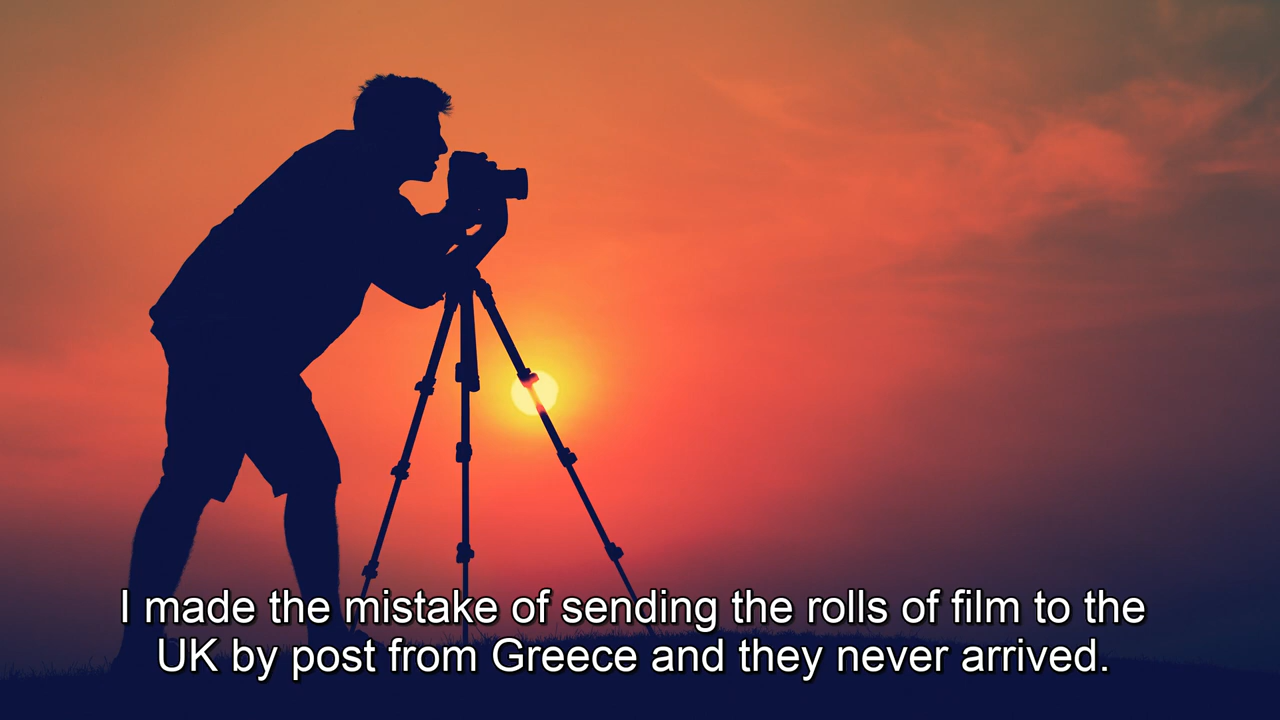 I made the mistake of sending the rolls of film to the
UK by post from Greece and they never arrived.